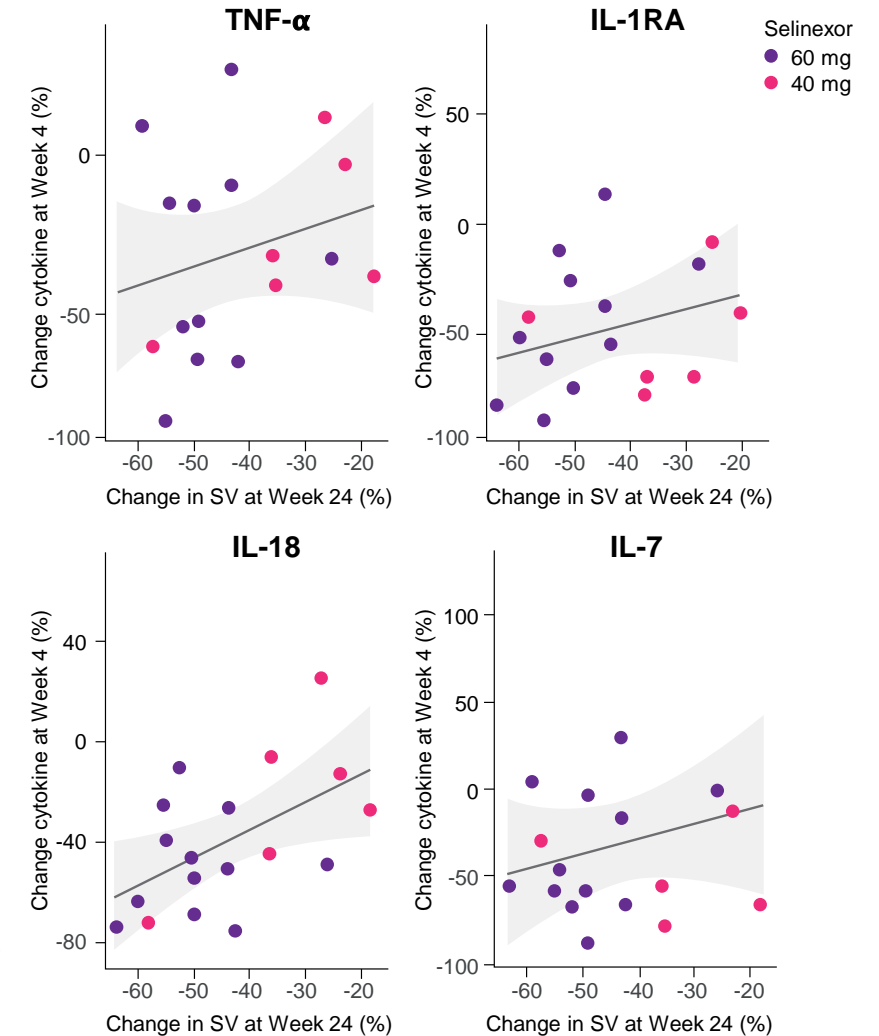 TNF-α
Change cytokine at Week 4 (%)
0
-50
-100
-60 -50 -40 -30 -20
Change in SV at Week 24 (%)
IL-1RA
Change cytokine at Week 4 (%)
50
0
-50
-100
-60 -50 -40 -30 -20
Change in SV at Week 24 (%)
Selinexor
60 mg
40 mg
IL-18
Change cytokine at Week 4 (%)
40
0
-40
-80
-60 -50 -40 -30 -20
Change in SV at Week 24 (%)
IL-7
Change cytokine at Week 4 (%)
100
50
0
-50
-100
-60 -50 -40 -30 -20
Change in SV at Week 24 (%)